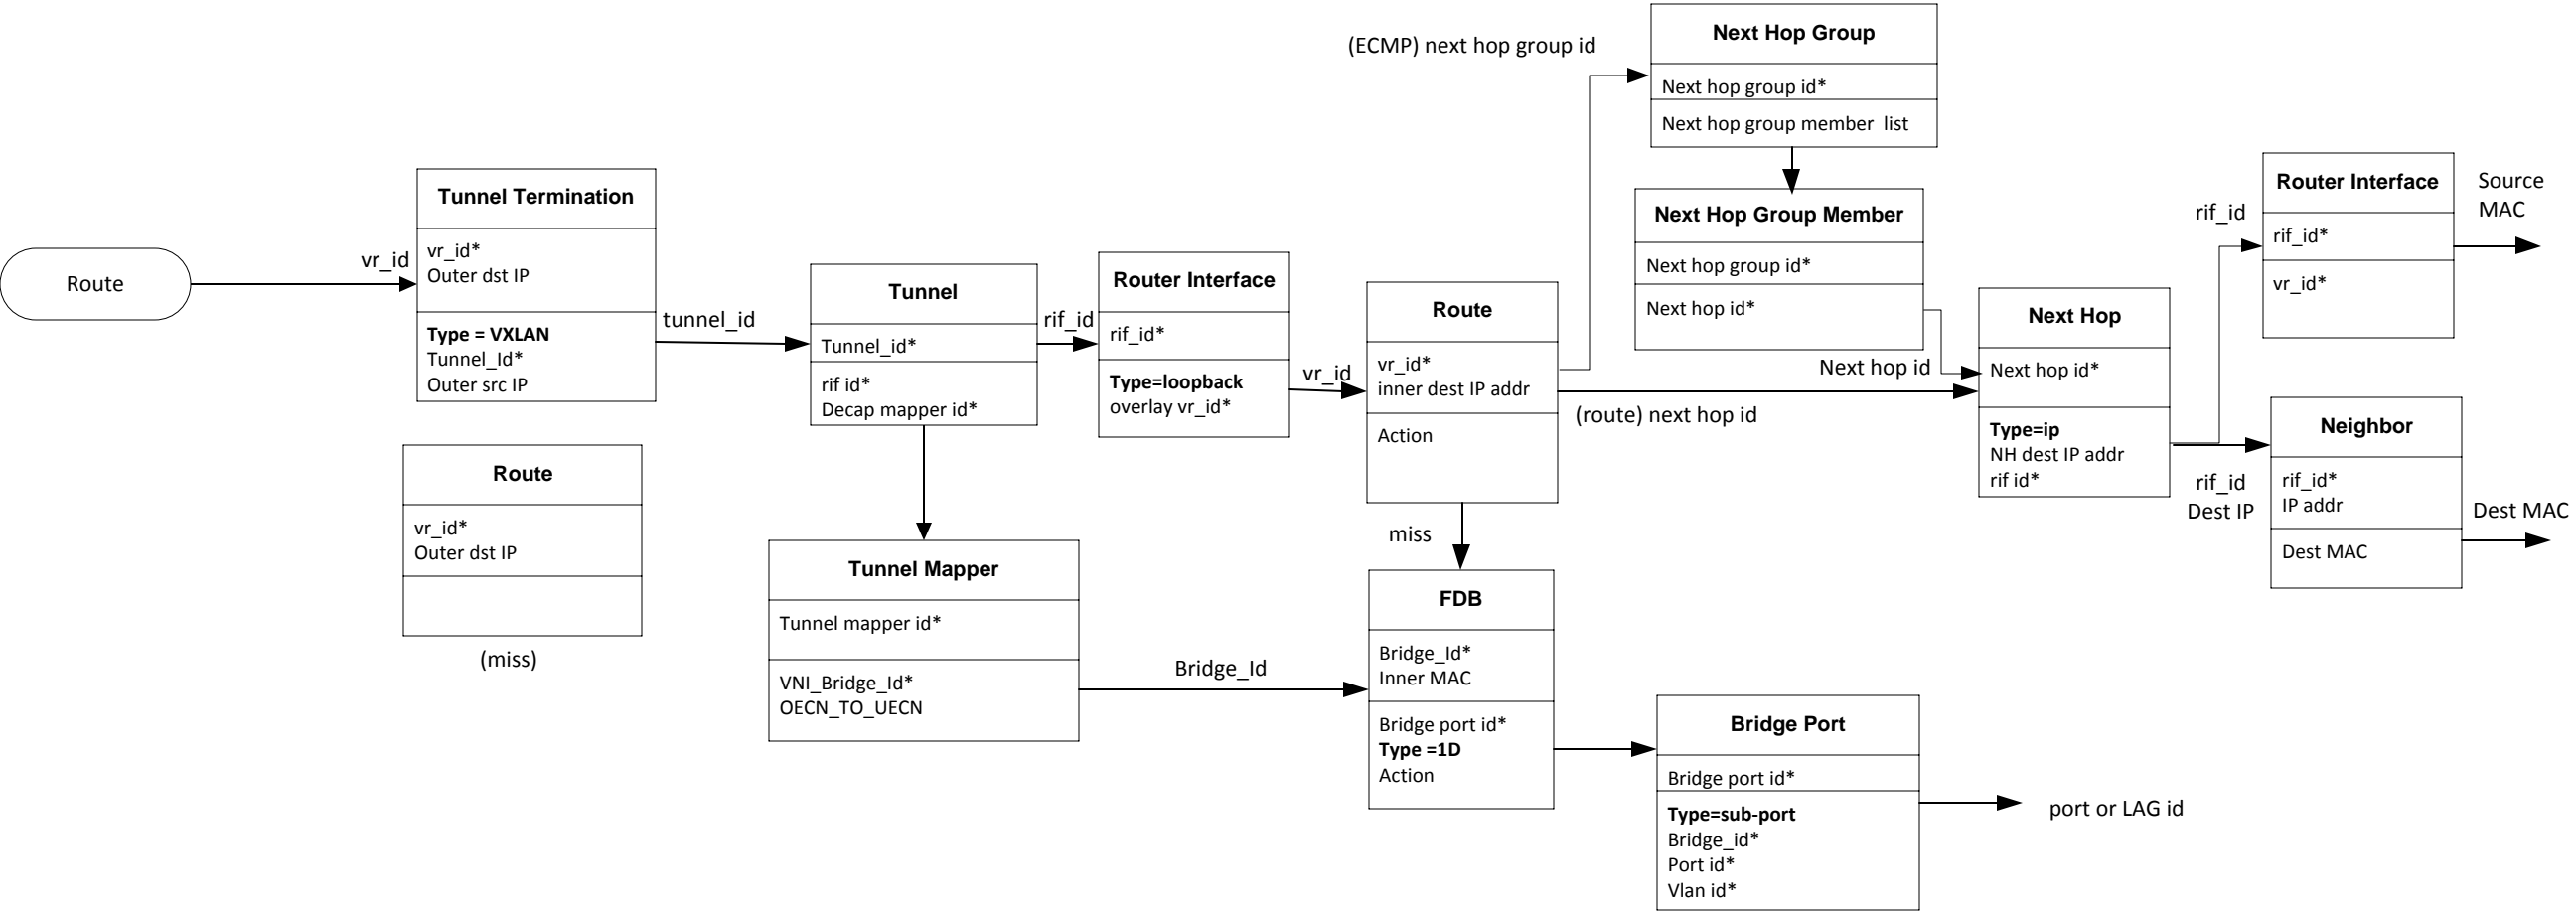 Route
vr_id
Tunnel Termination
vr_id*
Outer dst IP
Type = VXLAN
Tunnel_Id*
Outer src IP
Route
vr_id*
Outer dst IP
(miss)
tunnel_id
Tunnel
Tunnel_id*
rif id*
Decap mapper id*
Tunnel Mapper
Tunnel mapper id*
VNI_Bridge_Id*
OECN_TO_UECN
rif_id
Router Interface
rif_id*
Type=loopback
overlay vr_id*
vr_id
Route
vr_id*
inner dest IP addr
Action
miss
Bridge_Id
FDB
Bridge_Id*
Inner MAC
Bridge port id*
Type =1D
Action
Bridge Port
Bridge port id*
Type=sub-port
Bridge_id*
Port id*
Vlan id*
port or LAG id
(ECMP) next hop group id
Next Hop Group
Next hop group id*
Next hop group member list
Next Hop Group Member
Next hop group id*
Next hop id*
Next hop id
(route) next hop id
Next Hop
Next hop id*
Type=ip
NH dest IP addr
rif id*
rif_id
Router Interface
rif_id*
vr_id*
Source
MAC
rif_id
Dest IP
Neighbor
rif_id*
IP addr
Dest MAC
Dest MAC